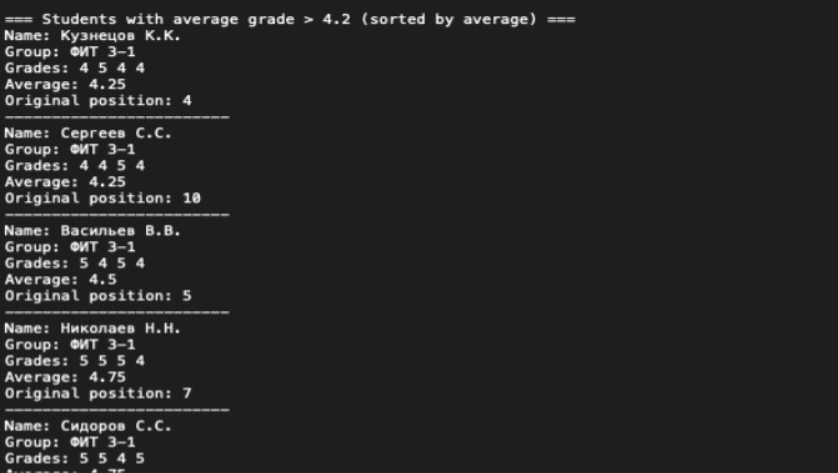 === Students with average grade > 4.2 (sorted by average) ===
Name: Кузнецов К.К.
Group: ФИТ 3-1
Grades: 4 5 4 4
Average: 4.25
Original position: 4
-------------------------
Name: Сергеев С.С.
Group: ФИТ 3-1
Grades: 4 4 5 4
Average: 4.25
Original position: 10
-------------------------
Name: Васильев В.В.
Group: ФИТ 3-1
Grades: 5 4 5 4
Average: 4.5
Original position: 5
-------------------------
Name: Николаев Н.Н.
Group: ФИТ 3-1
Grades: 5 5 5 4
Average: 4.75
Original position: 7
-------------------------
Name: Сидоров С.С.
Group: ФИТ 3-1
Grades: 5 5 4 5
Average: 4.75